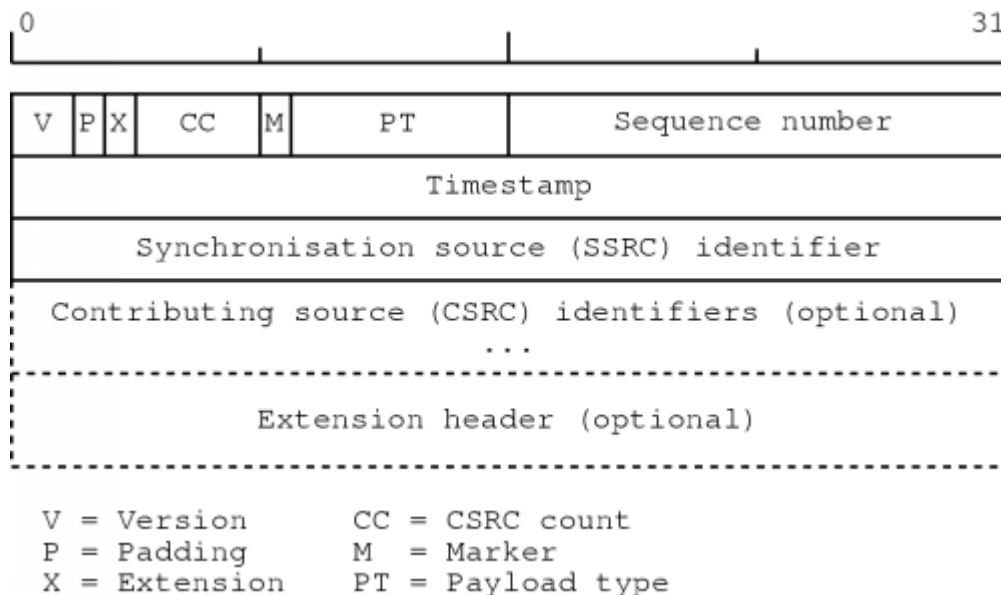 0 31
V P X CC M PT Sequence number
Timestamp
Synchronisation source (SSRC) identifier
Contributing source (CSRC) identifiers (optional)
...
Extension header (optional)
V = Version CC = CSRC count
P = Padding M = Marker
X = Extension PT = Payload type